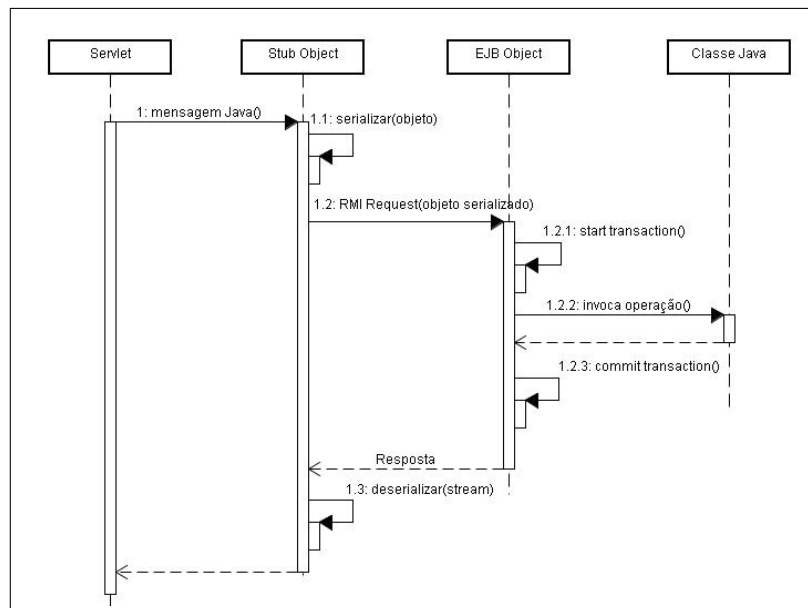 Servlet
Stub Object
EJB Object
Classe Java
1: mensagem Java()
1.1: serializar(objeto)
1.2: RMI Request(objeto serializado)
1.2.1: start transaction()
1.2.2: invoca operação()
1.2.3: commit transaction()
Resposta
1.3: deserializar(stream)